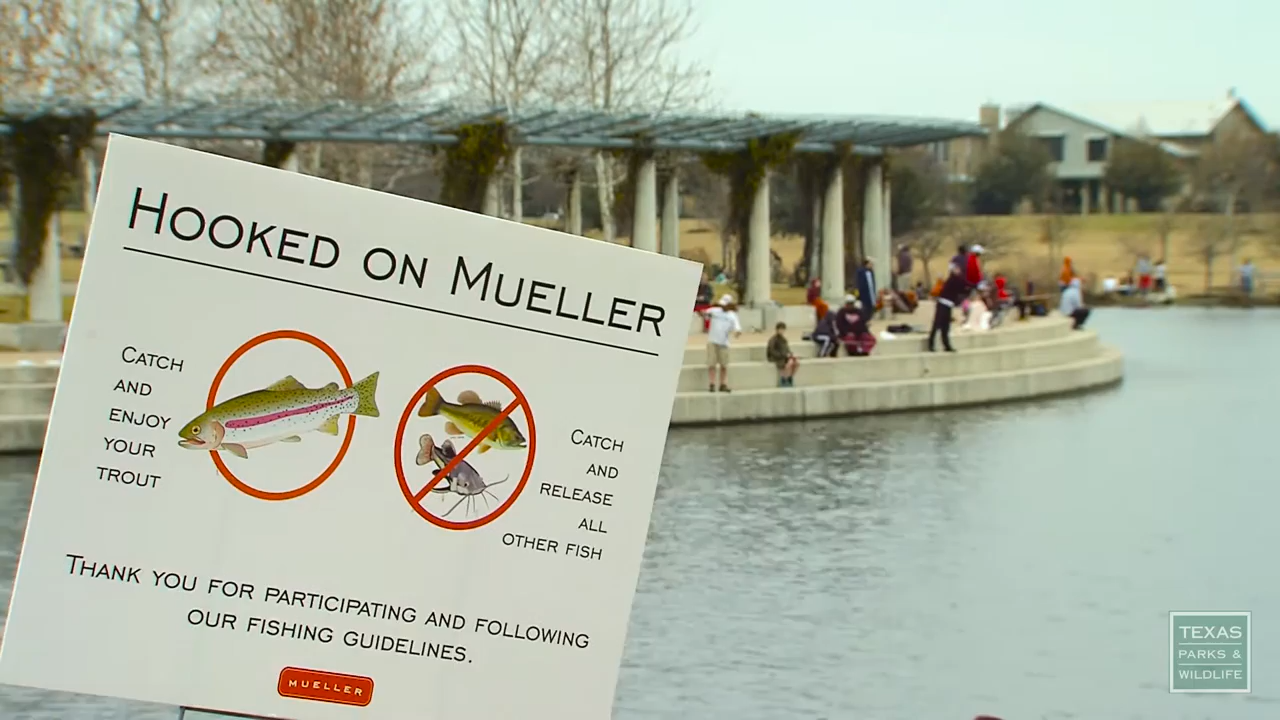 HOOKED ON MUELLER
CATCH
AND
ENJOY
YOUR
TROUT
CATCH
AND
RELEASE
ALL
OTHER FISH
THANK YOU FOR PARTICIPATING AND FOLLOWING
OUR FISHING GUIDELINES.
MUELLER
TEXAS
PARKS &
WILDLIFE